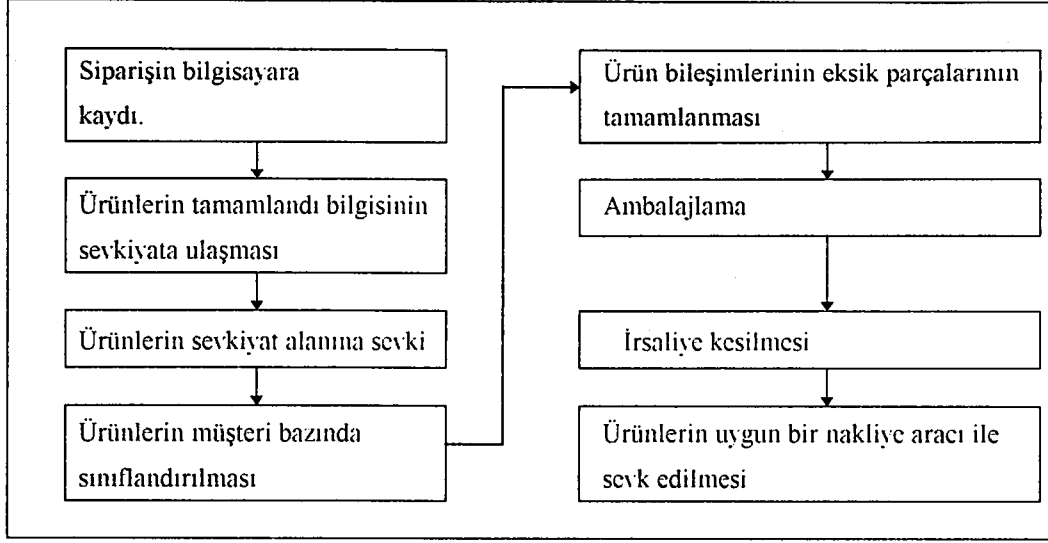 Siparişin bilgisayara
kaydı.
Ürünlerin tamamlandı bilgisinin
sevkiyata ulaşması
Ürünlerin sevkiyat alanına sevki
Ürünlerin müşteri bazında
sınıflandırılması
Ürün bileşimlerinin eksik parçalarının
tamamlanması
Ambalajlama
İrsaliye kesilmesi
Ürünlerin uygun bir nakliye aracı ile
sevk edilmesi